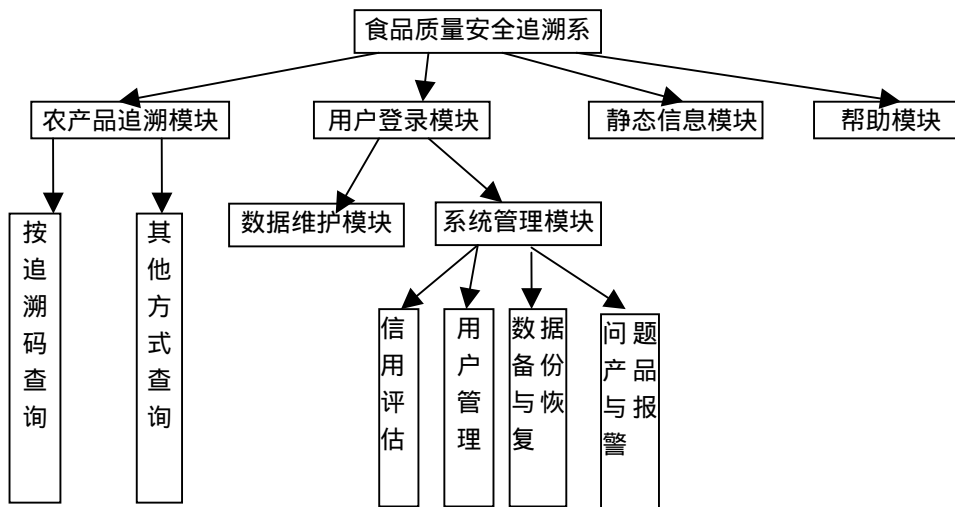 食品质量安全追溯系
农产品追溯模块
用户登录模块
静态信息模块
帮助模块
数据维护模块
系统管理模块
按追溯码查询
其他方式查询
信用评估
用户管理
数据
备份
与恢
复
问题
产品
与报
警